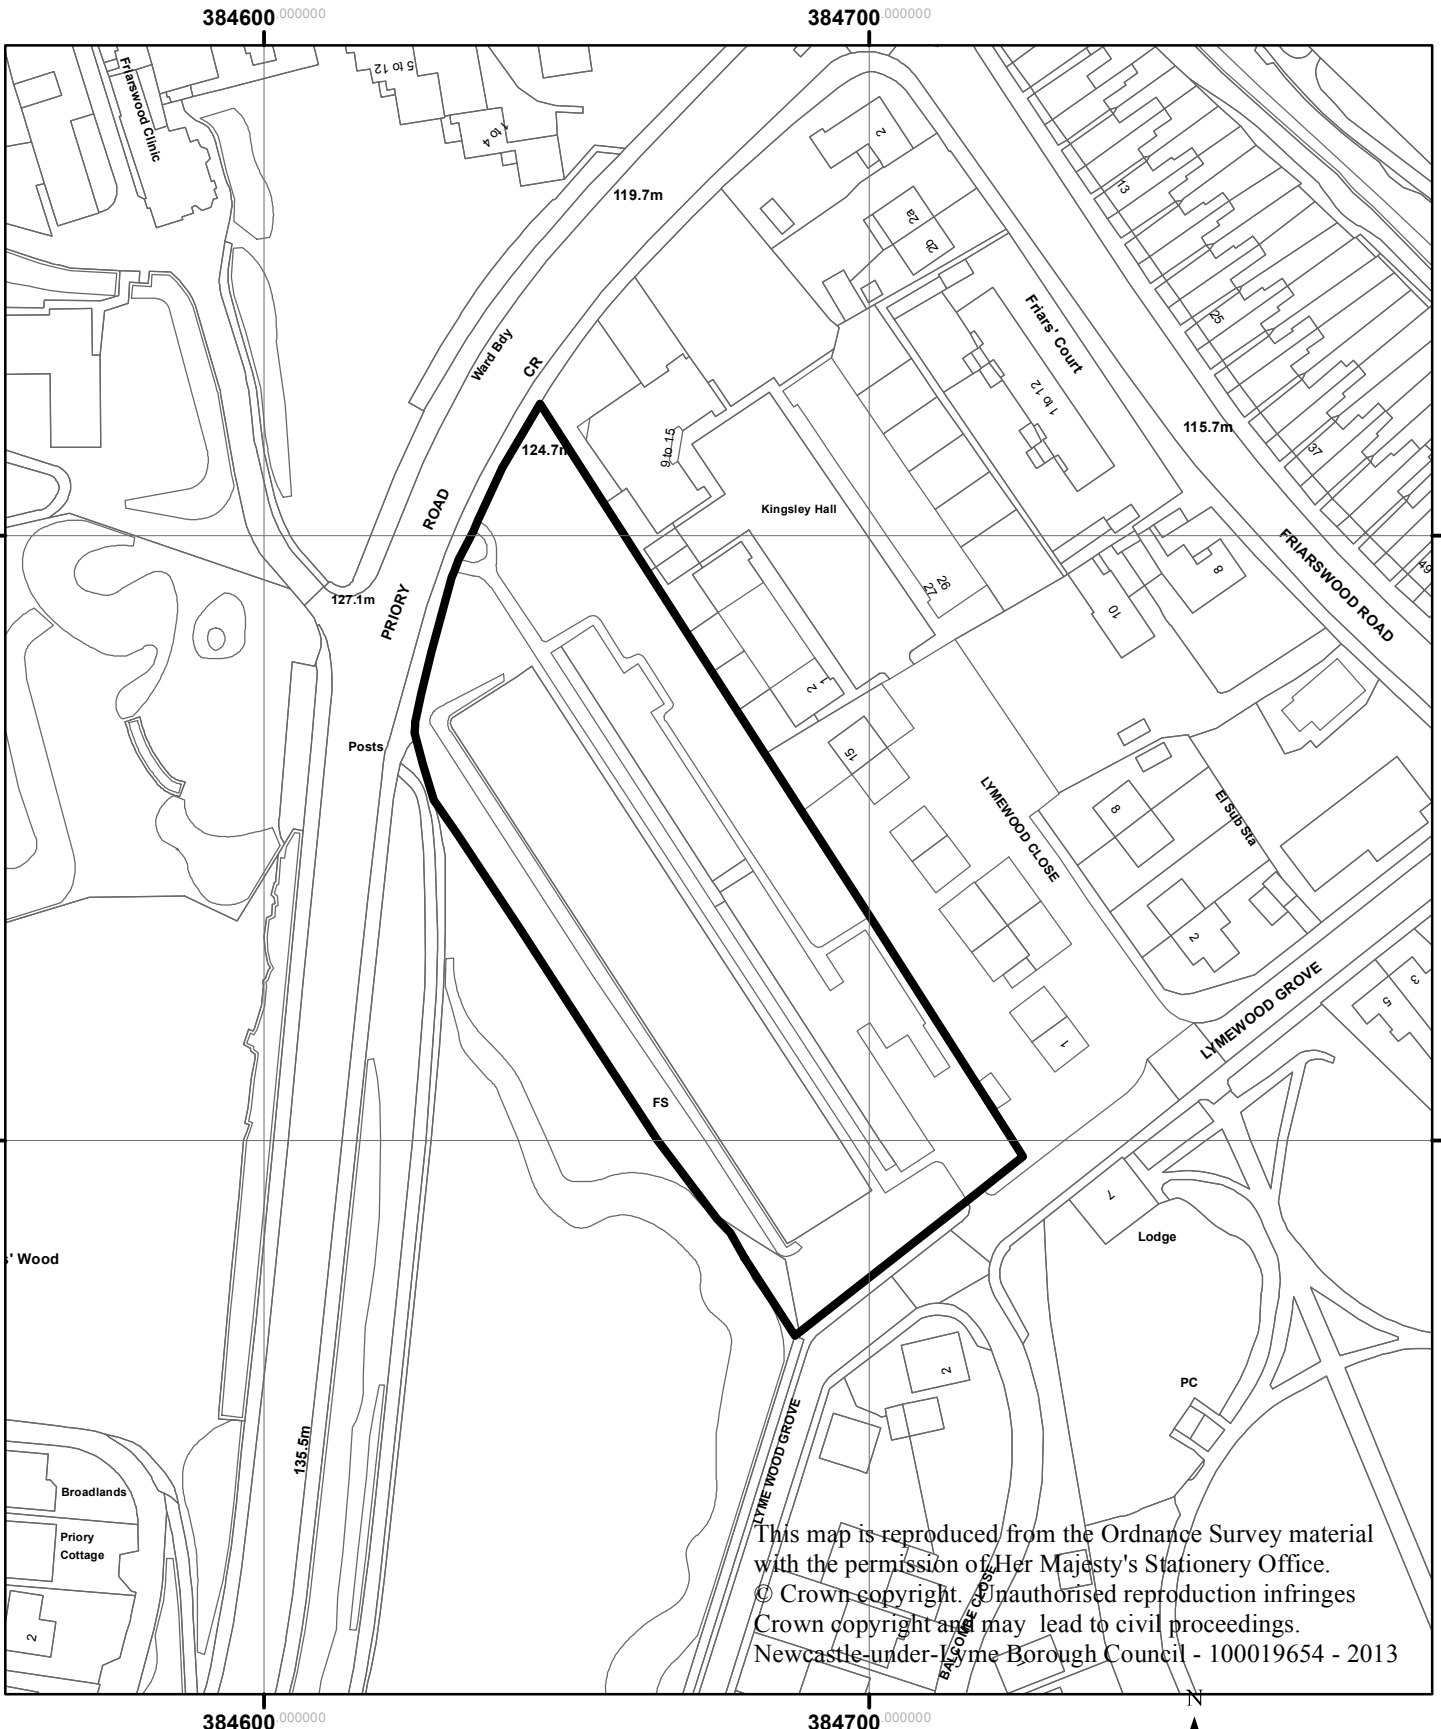 384600.000000
384700.000000
Friarswood Clinic
5 to 12
1 to 4
119.7m
2
13
2a
2b
25
Friars' Court
1 to 12
Ward Bdy
CR
115.7m
37
124.7m
9 to 15
Kingsley Hall
ROAD
FRIARSWOOD ROAD
49
26
27
8
10
127.1m
PRIORY
1
2
Posts
15
LYMEWOOD CLOSE
8
El Sub Sta
2
LYMEWOOD GROVE
3
5
1
FS
7
Lodge
s' Wood
2
PC
135.5m
LYME WOOD GROVE
Broadlands
Priory
Cottage
2
BALCOMBE CLOSE
This map is reproduced from the Ordnance Survey material
with the permission of Her Majesty's Stationery Office.
© Crown copyright. Unauthorised reproduction infringes
Crown copyright and may lead to civil proceedings.
Newcastle-under-Lyme Borough Council - 100019654 - 2013
N
384600.000000
384700.000000